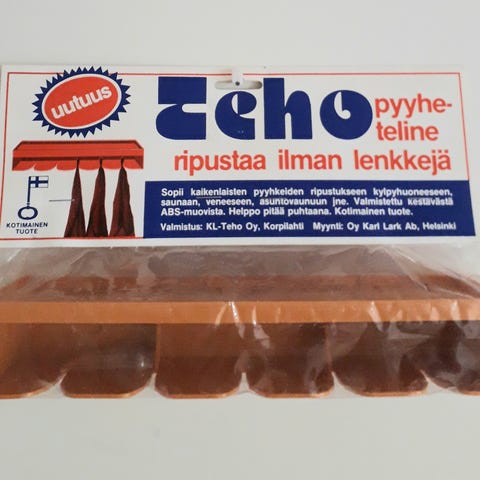 uutuus
Teho
pyyhe-
teline
ripustaa ilman lenkkejä
Sopii kaikenlaisten pyyhkeiden ripustukseen kylpyhuoneeseen,
saunaan, veneeseen, asuntovaunuun jne. Valmistettu kestävästä
ABS-muovista. Helppo pitää puhtaana. Kotimainen tuote.
Valmistus: KL-Teho Oy, Korpilahti Myynti: Oy Karl Lark Ab, Helsinki
KOTIMAINEN
TUOTE